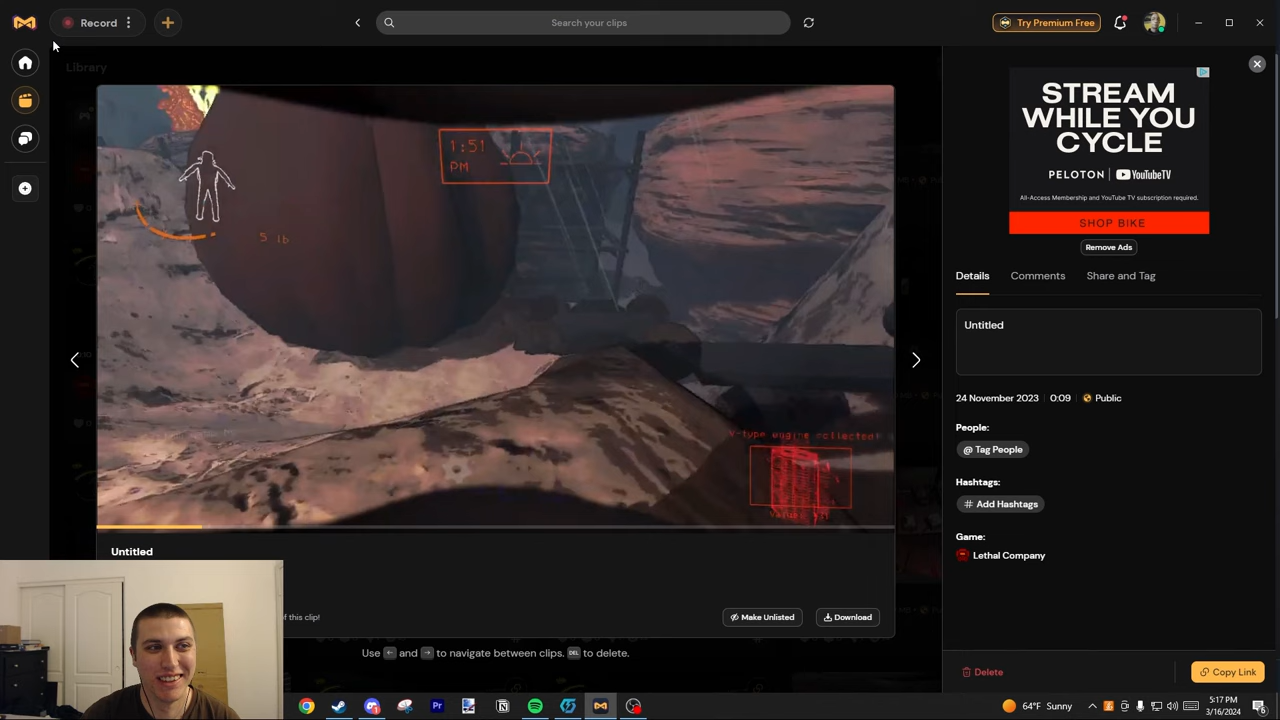 Record
Search your clips
Try Premium Free
Library
1:51
PM
5 lb
V-type engine collected!
STREAM
WHILE YOU
CYCLE
PELOTON | YouTubeTV
All-Access Membership and YouTube TV subscription required.
SHOP BIKE
Remove Ads
Details Comments Share and Tag
Untitled
24 November 2023 0:09 Public
People:
@ Tag People
Hashtags:
# Add Hashtags
Game:
Lethal Company
Untitled
of this clip!
Make Unlisted
Download
Use ← and → to navigate between clips. DEL to delete.
Delete
Copy Link
64°F Sunny
5:17 PM
3/16/2024